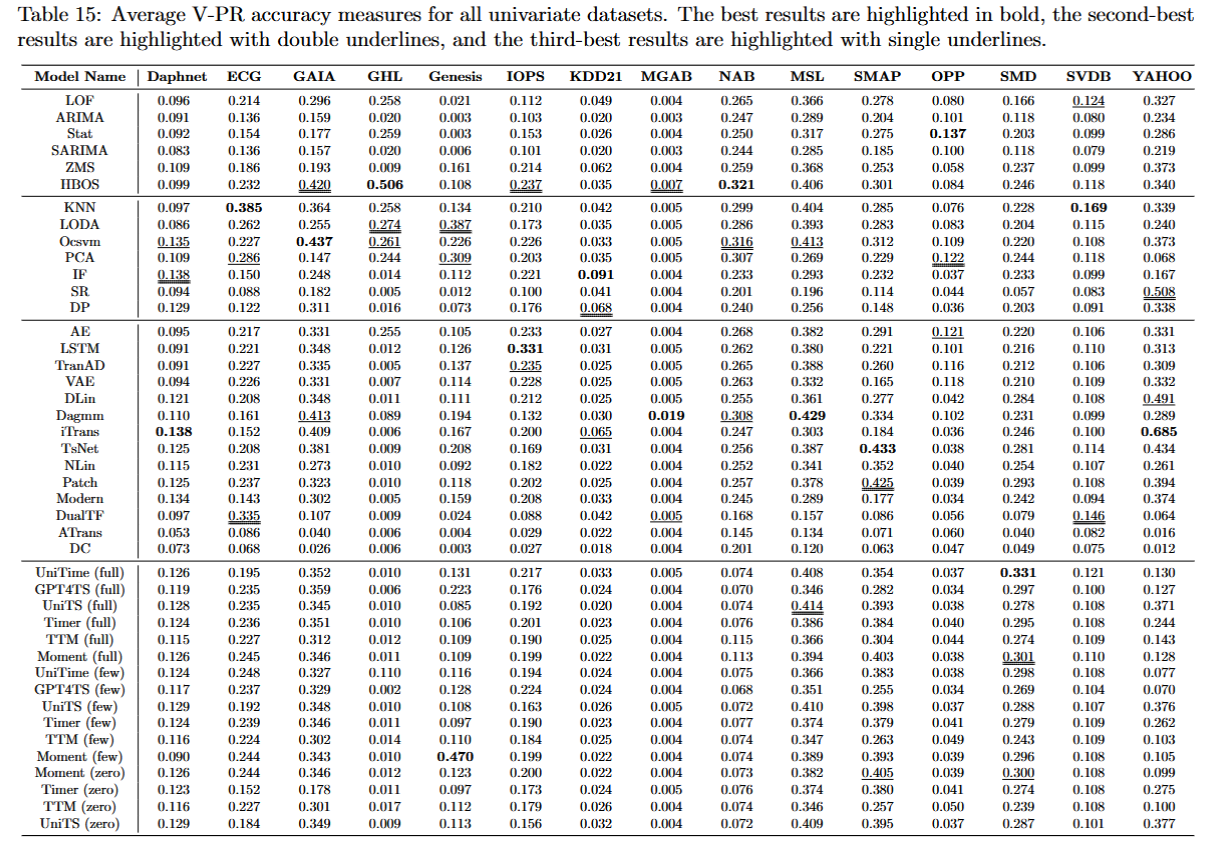 Table 15: Average V-PR accuracy measures for all univariate datasets. The best results are highlighted in bold, the second-best
results are highlighted with double underlines, and the third-best results are highlighted with single underlines.
Model Name Daphnet ECG GAIA GHL Genesis IOPS KDD21 MGAB NAB MSL SMAP OPP SMD SVDB YAHOO
LOF 0.096 0.214 0.296 0.258 0.021 0.112 0.049 0.004 0.265 0.366 0.278 0.080 0.166 0.124 0.327
ARIMA 0.091 0.136 0.159 0.020 0.003 0.103 0.020 0.003 0.247 0.289 0.204 0.101 0.118 0.080 0.234
Stat 0.092 0.154 0.177 0.259 0.003 0.153 0.026 0.004 0.250 0.317 0.275 0.137 0.203 0.099 0.286
SARIMA 0.083 0.136 0.157 0.020 0.006 0.101 0.020 0.003 0.244 0.285 0.185 0.100 0.118 0.079 0.219
ZMS 0.109 0.186 0.193 0.009 0.161 0.214 0.062 0.004 0.259 0.368 0.253 0.058 0.237 0.099 0.373
HBOS 0.099 0.232 0.420 0.506 0.108 0.237 0.035 0.007 0.321 0.406 0.301 0.084 0.246 0.118 0.340
KNN 0.097 0.385 0.364 0.258 0.134 0.210 0.042 0.005 0.299 0.404 0.285 0.076 0.228 0.169 0.339
LODA 0.086 0.262 0.255 0.274 0.387 0.173 0.035 0.005 0.286 0.393 0.283 0.083 0.204 0.115 0.240
Ocsvm 0.135 0.227 0.437 0.261 0.226 0.226 0.033 0.005 0.316 0.413 0.312 0.109 0.220 0.108 0.373
PCA 0.109 0.286 0.147 0.244 0.309 0.203 0.035 0.005 0.307 0.269 0.229 0.122 0.244 0.118 0.068
IF 0.138 0.150 0.248 0.014 0.112 0.221 0.091 0.004 0.233 0.293 0.232 0.037 0.233 0.099 0.167
SR 0.094 0.088 0.182 0.005 0.012 0.100 0.041 0.004 0.201 0.196 0.114 0.044 0.057 0.083 0.508
DP 0.129 0.122 0.311 0.016 0.073 0.176 0.068 0.004 0.240 0.256 0.148 0.036 0.203 0.091 0.338
AE 0.095 0.217 0.331 0.255 0.105 0.233 0.027 0.004 0.268 0.382 0.291 0.121 0.220 0.106 0.331
LSTM 0.091 0.221 0.348 0.012 0.126 0.331 0.031 0.005 0.262 0.380 0.221 0.101 0.216 0.110 0.313
TranAD 0.091 0.227 0.335 0.005 0.137 0.235 0.025 0.005 0.265 0.388 0.260 0.116 0.212 0.106 0.309
VAE 0.094 0.226 0.331 0.007 0.114 0.228 0.025 0.005 0.263 0.332 0.165 0.118 0.210 0.109 0.332
DLin 0.121 0.208 0.348 0.011 0.111 0.212 0.025 0.005 0.255 0.361 0.277 0.042 0.284 0.108 0.491
Dagmm 0.110 0.161 0.413 0.089 0.194 0.132 0.030 0.019 0.308 0.429 0.334 0.102 0.231 0.099 0.289
iTrans 0.138 0.152 0.409 0.006 0.167 0.200 0.065 0.004 0.247 0.303 0.184 0.036 0.246 0.100 0.685
TsNet 0.125 0.208 0.381 0.009 0.208 0.169 0.031 0.004 0.256 0.387 0.433 0.038 0.281 0.114 0.434
NLin 0.115 0.231 0.273 0.010 0.092 0.182 0.022 0.004 0.252 0.341 0.352 0.040 0.254 0.107 0.261
Patch 0.125 0.237 0.323 0.010 0.118 0.202 0.025 0.004 0.257 0.378 0.425 0.039 0.293 0.108 0.394
Modern 0.134 0.143 0.302 0.005 0.159 0.208 0.033 0.004 0.245 0.289 0.177 0.034 0.242 0.094 0.374
DualTF 0.097 0.335 0.107 0.009 0.024 0.088 0.042 0.005 0.168 0.157 0.086 0.056 0.079 0.146 0.064
ATrans 0.053 0.086 0.040 0.006 0.004 0.029 0.022 0.004 0.145 0.134 0.071 0.060 0.040 0.082 0.016
DC 0.073 0.068 0.026 0.006 0.003 0.027 0.018 0.004 0.201 0.120 0.063 0.047 0.049 0.075 0.012
UniTime (full) 0.126 0.195 0.352 0.010 0.131 0.217 0.033 0.005 0.074 0.408 0.354 0.037 0.331 0.121 0.130
GPT4TS (full) 0.119 0.235 0.359 0.006 0.223 0.176 0.024 0.004 0.070 0.346 0.282 0.034 0.297 0.100 0.127
UniTS (full) 0.128 0.235 0.345 0.010 0.085 0.192 0.020 0.004 0.074 0.414 0.393 0.038 0.278 0.108 0.371
Timer (full) 0.124 0.236 0.351 0.010 0.106 0.201 0.023 0.004 0.076 0.386 0.384 0.040 0.295 0.108 0.244
TTM (full) 0.115 0.227 0.312 0.012 0.109 0.190 0.025 0.004 0.115 0.366 0.304 0.044 0.274 0.109 0.143
Moment (full) 0.126 0.245 0.346 0.011 0.109 0.199 0.022 0.004 0.113 0.394 0.403 0.038 0.301 0.110 0.128
UniTime (few) 0.124 0.248 0.327 0.110 0.116 0.194 0.024 0.004 0.075 0.366 0.383 0.038 0.298 0.108 0.077
GPT4TS (few) 0.117 0.237 0.329 0.002 0.128 0.224 0.024 0.004 0.068 0.351 0.255 0.034 0.269 0.104 0.070
UniTS (few) 0.129 0.192 0.348 0.010 0.108 0.163 0.026 0.005 0.072 0.410 0.398 0.037 0.288 0.107 0.376
Timer (few) 0.124 0.239 0.346 0.011 0.097 0.190 0.023 0.004 0.077 0.374 0.379 0.041 0.279 0.109 0.262
TTM (few) 0.116 0.224 0.302 0.014 0.110 0.184 0.025 0.004 0.074 0.347 0.263 0.049 0.243 0.109 0.103
Moment (few) 0.090 0.244 0.343 0.010 0.470 0.199 0.022 0.004 0.074 0.389 0.393 0.039 0.296 0.108 0.105
Moment (zero) 0.126 0.244 0.346 0.012 0.123 0.200 0.022 0.004 0.073 0.382 0.405 0.039 0.300 0.108 0.099
Timer (zero) 0.123 0.152 0.178 0.011 0.097 0.173 0.024 0.005 0.076 0.374 0.380 0.041 0.274 0.108 0.275
TTM (zero) 0.116 0.227 0.301 0.017 0.112 0.179 0.026 0.004 0.074 0.346 0.257 0.050 0.239 0.108 0.100
UniTS (zero) 0.129 0.184 0.349 0.009 0.113 0.156 0.032 0.004 0.072 0.409 0.395 0.037 0.287 0.101 0.377